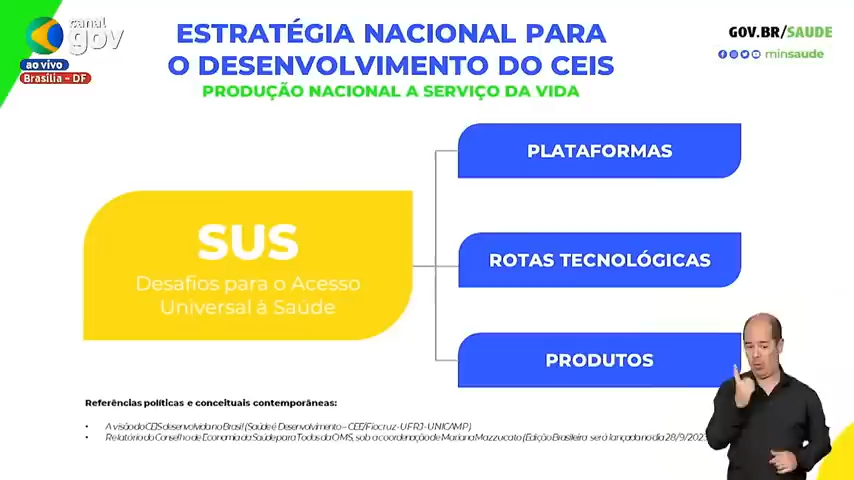 canal
gov
ao vivo
Brasília – DF
ESTRATÉGIA NACIONAL PARA
O DESENVOLVIMENTO DO CEIS
PRODUÇÃO NACIONAL A SERVIÇO DA VIDA
GOV.BR/SAUDE
minsaude
PLATAFORMAS
SUS
Desafios para o Acesso
Universal à Saúde
ROTAS TECNOLÓGICAS
PRODUTOS
Referências políticas e conceituais contemporâneas:
• A visão do CEIS desenvolvida no Brasil (Saúde é Desenvolvimento – CEE/Fiocruz - UFRJ - UNICAMP)
• Relatório do Conselho de Economia da Saúde para Todos da OMS, sob a coordenação de Mariana Mazzucato (Edição Brasileira será lançada no dia 28/9/2023